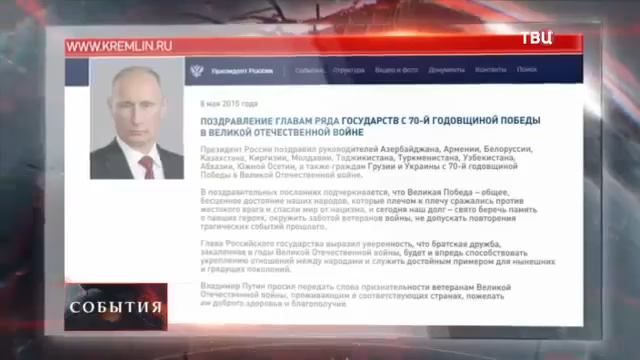 WWW.KREMLIN.RU
ТВЦ
Президент России
События
Структура
Видео и фото
Документы
Контакты
Поиск
8 мая 2015 года
ПОЗДРАВЛЕНИЕ ГЛАВАМ РЯДА ГОСУДАРСТВ С 70-Й ГОДОВЩИНОЙ ПОБЕДЫ
В ВЕЛИКОЙ ОТЕЧЕСТВЕННОЙ ВОЙНЕ
Президент России поздравил руководителей Азербайджана, Армении, Белоруссии,
Казахстана, Киргизии, Молдавии, Таджикистана, Туркменистана, Узбекистана,
Абхазии, Южной Осетии, а также граждан Грузии и Украины с 70-й годовщиной
Победы в Великой Отечественной войне.
В поздравительных посланиях подчеркивается, что Великая Победа – общее,
бесценное достояние наших народов, которые плечом к плечу сражались против
жестокого врага и спасли мир от нацизма, и сегодня наш долг – свято беречь память
о павших героях, окружить заботой ветеранов войны, не допускать повторения
трагических событий прошлого.
Глава Российского государства выразил уверенность, что братская дружба,
закаленная в годы Великой Отечественной войны, будет и впредь способствовать
укреплению отношений между народами и служить достойным примером для нынешних
и грядущих поколений.
Владимир Путин просил передать слова признательности ветеранам Великой
Отечественной войны, проживающим в соответствующих странах, пожелать
им доброго здоровья и благополучия.
СОБЫТИЯ